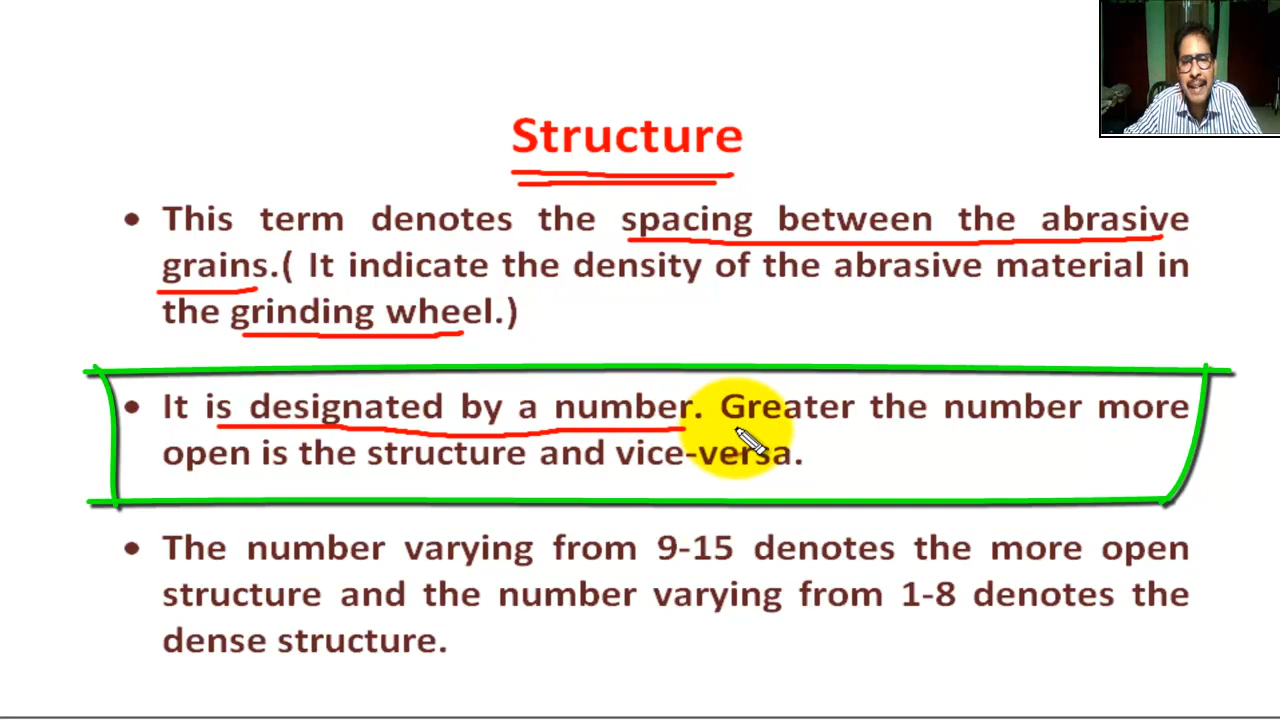 Structure
• This term denotes the spacing between the abrasive
grains.( It indicate the density of the abrasive material in
the grinding wheel.)
• It is designated by a number. Greater the number more
open is the structure and vice-versa.
• The number varying from 9-15 denotes the more open
structure and the number varying from 1-8 denotes the
dense structure.